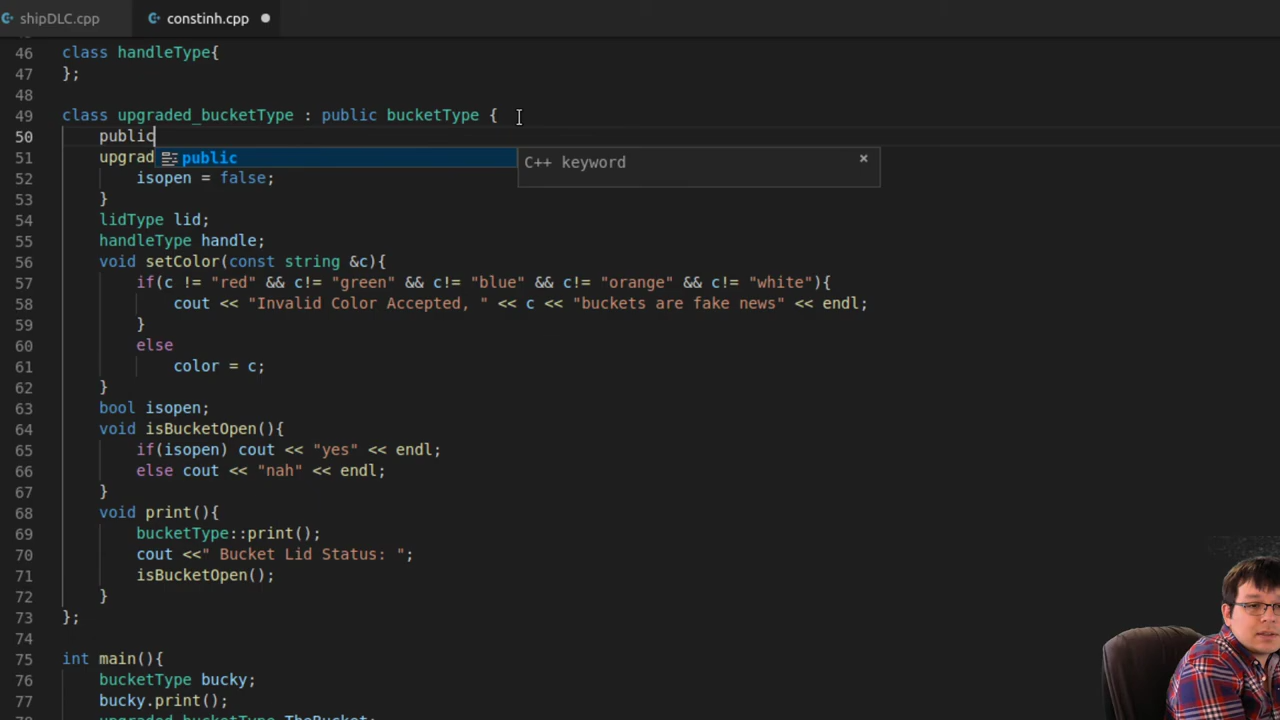 shipDLC.cpp constinh.cpp
46 class handleType{
47 };
48
49 class upgraded_bucketType : public bucketType {
50 public
51 upgrad public C++ keyword ×
52 isopen = false;
53 }
54 lidType lid;
55 handleType handle;
56 void setColor(const string &c){
57 if(c != "red" && c!= "green" && c!= "blue" && c!= "orange" && c!= "white"){
58 cout << "Invalid Color Accepted, " << c << "buckets are fake news" << endl;
59 }
60 else
61 color = c;
62 }
63 bool isopen;
64 void isBucketOpen(){
65 if(isopen) cout << "yes" << endl;
66 else cout << "nah" << endl;
67 }
68 void print(){
69 bucketType::print();
70 cout <<" Bucket Lid Status: ";
71 isBucketOpen();
72 }
73 };
74
75 int main(){
76 bucketType bucky;
77 bucky.print();
78 upgraded_bucketType TheBucket;